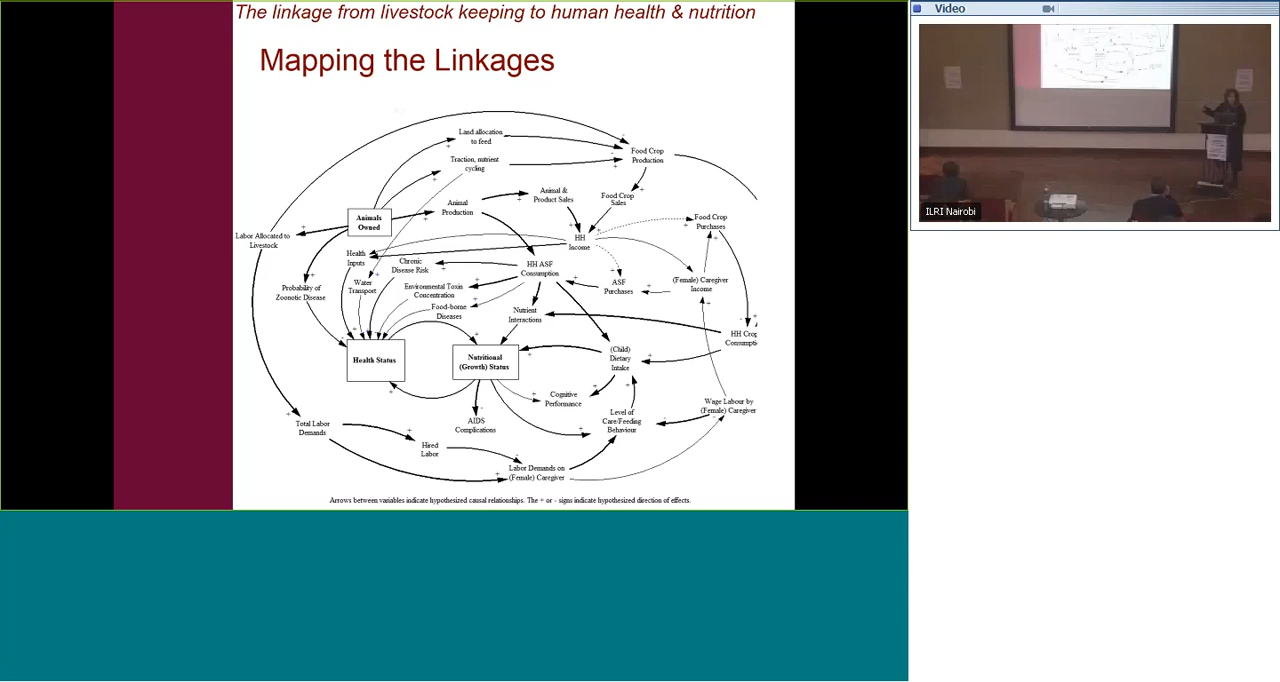 The linkage from livestock keeping to human health & nutrition
Mapping the Linkages
Land allocation
to feed
Food Crop
Production
Traction, nutrient
cycling
Animal &
Product Sales
Food Crop
Sales
Animal
Production
Animals
Owned
Food Crop
Purchases
Labor Allocated to
Livestock
HH
Income
Health
Inputs
Chronic
Disease Risk
HH ASF
Consumption
Water
Transport
Probability of
Zoonotic Disease
Environmental Toxin
Concentration
ASF
Purchases
(Female) Caregiver
Income
Food-borne
Diseases
Nutrient
Interactions
HH Crop
Health Status
Nutritional
(Growth) Status
(Child)
Dietary
Intake
Cognitive
Performance
Wage Labour by
(Female) Caregiver
AIDS
Complications
Level of
Care/Feeding
Behaviour
Total Labor
Demands
Hired
Labor
Labor Demands on
(Female) Caregiver
Arrows between variables indicate hypothesized causal relationships. The + or - signs indicate hypothesized direction of effects.
Video
ILRI Nairobi